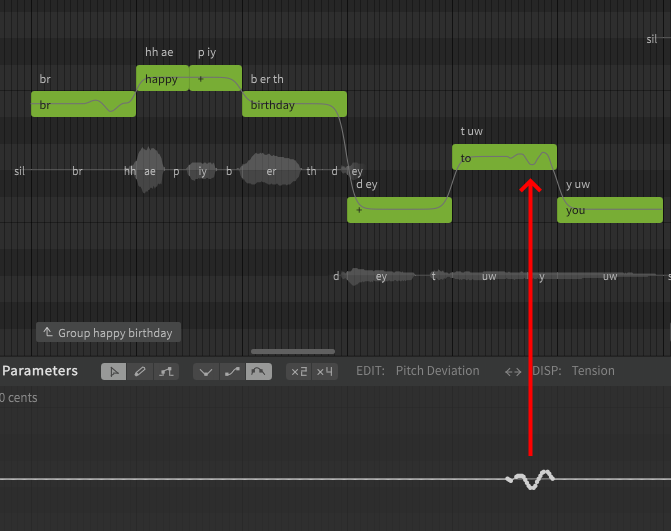 sil
hh ae p iy
br b er th
happy +
br birthday
t uw
to
sil br hh ae p iy b er th d ey
d ey y uw
+ you
d ey t uw y uw s
Group happy birthday
Parameters ×2 ×4 EDIT: Pitch Deviation DISP: Tension
0 cents